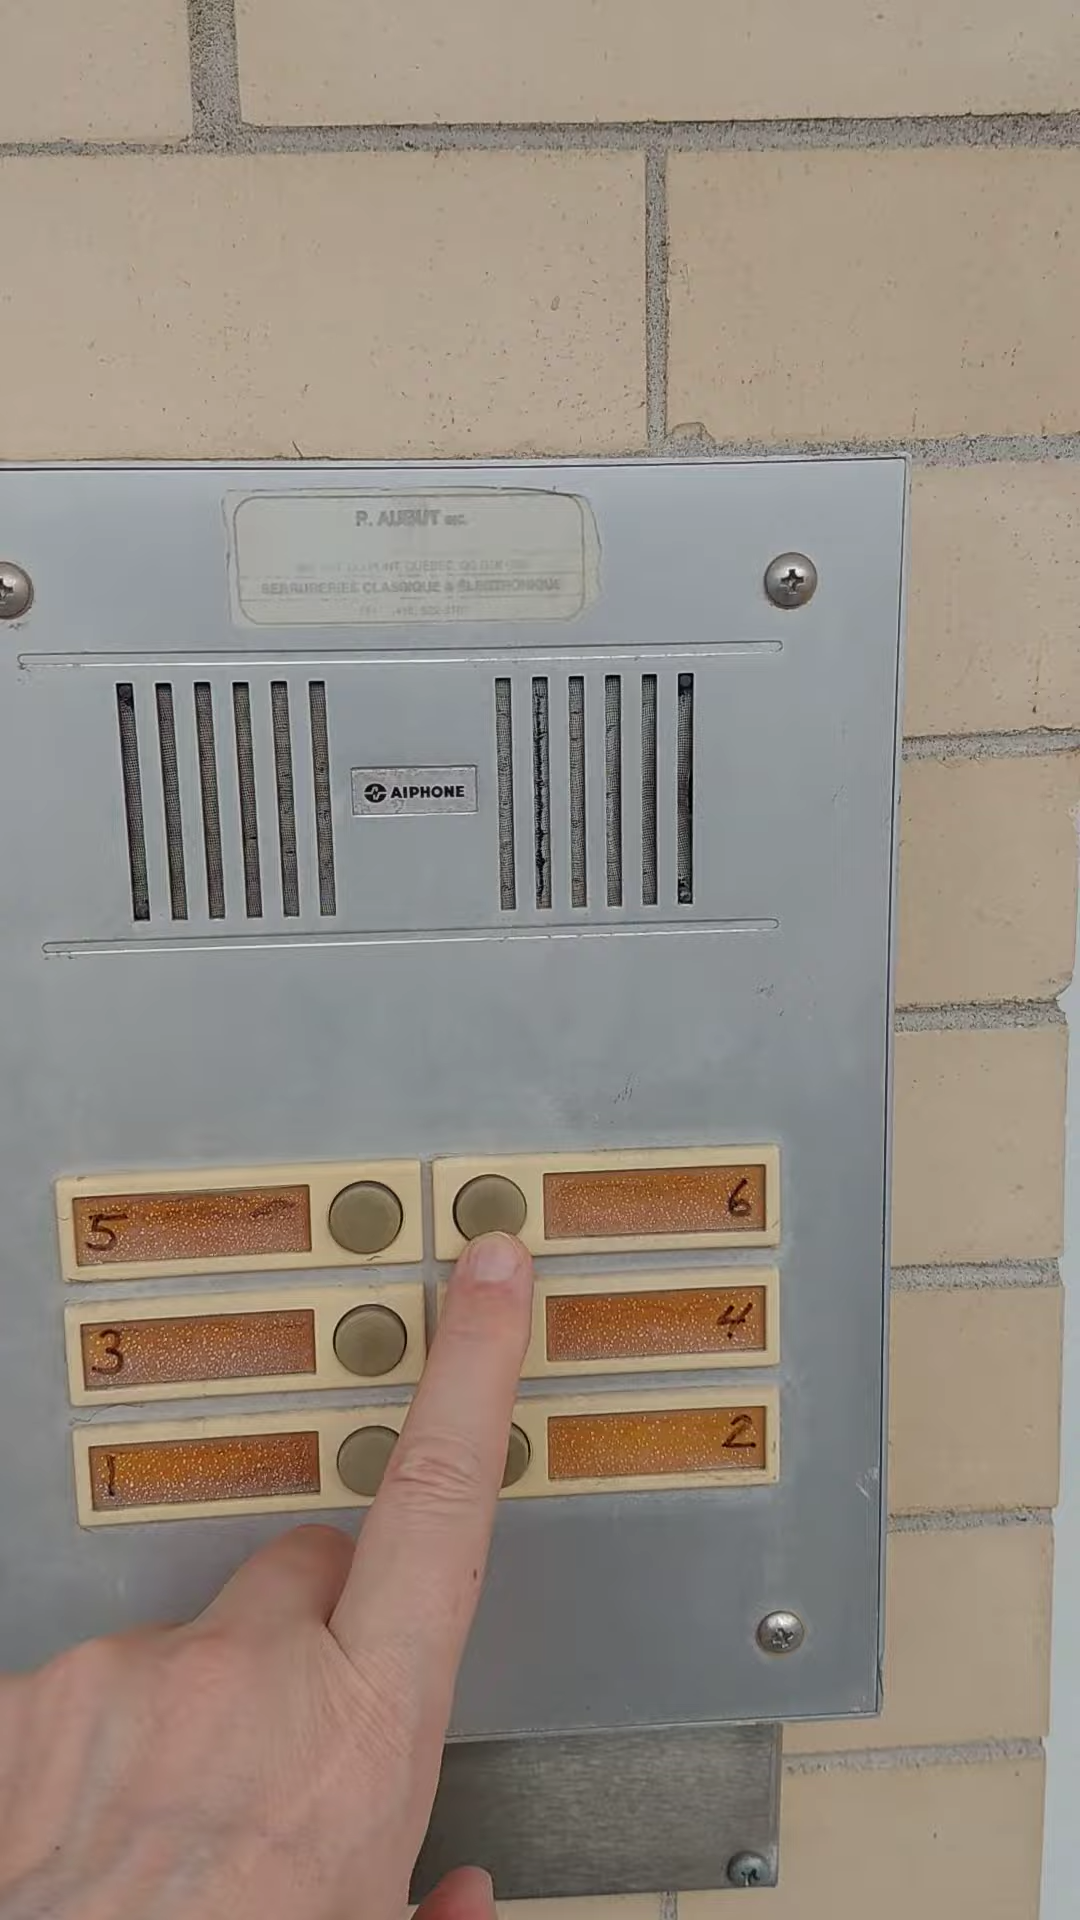 P. AUBUT INC.
SERRURERIES CLASSIQUE & ÉLECTRONIQUE
AIPHONE
5 6
3 4
1 2